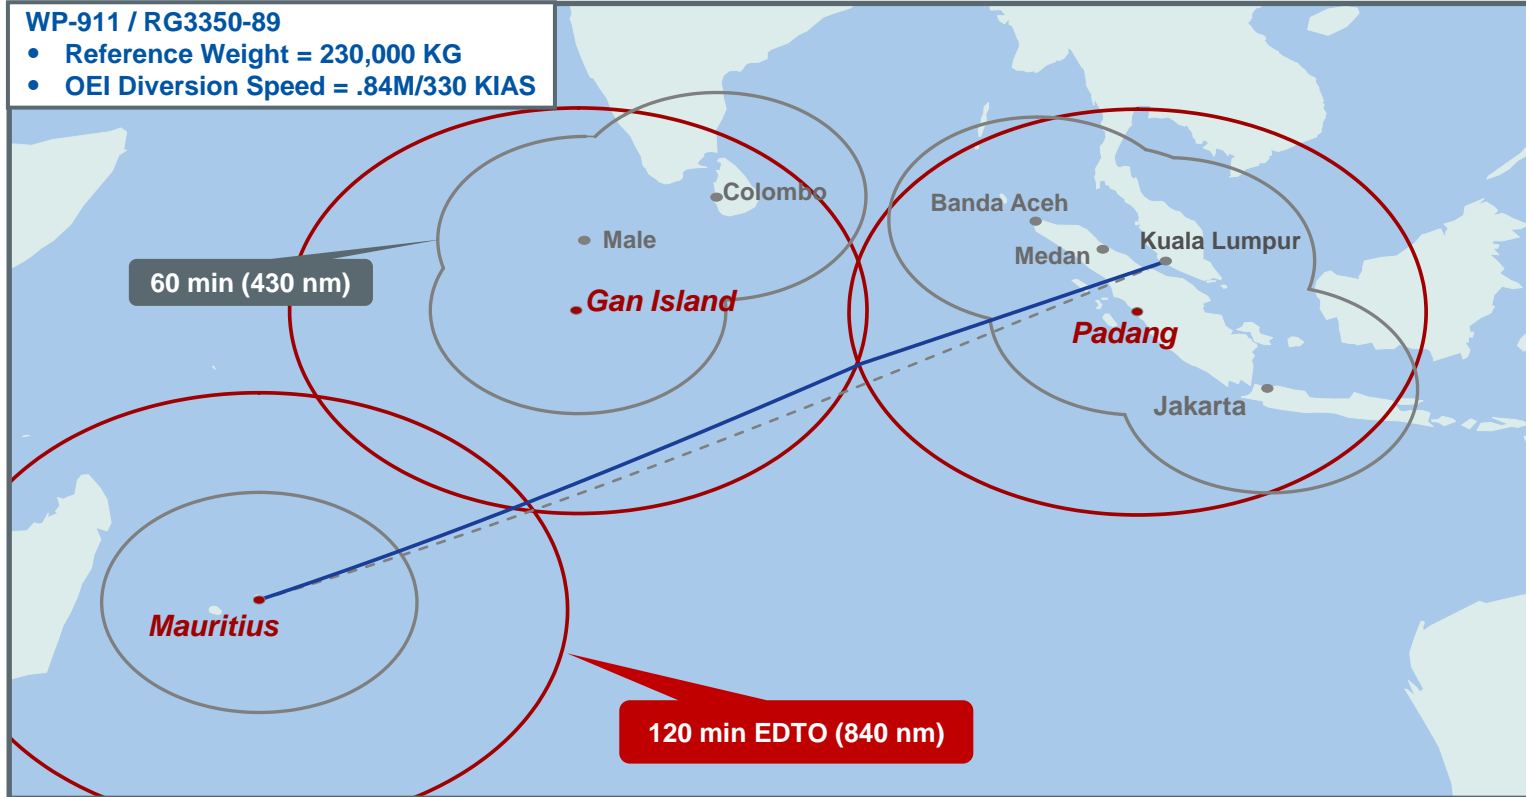 WP-911 / RG3350-89
• Reference Weight = 230,000 KG
• OEI Diversion Speed = .84M/330 KIAS
Colombo
Banda Aceh
Male
Medan
Kuala Lumpur
60 min (430 nm)
Gan Island
Padang
Jakarta
Mauritius
120 min EDTO (840 nm)